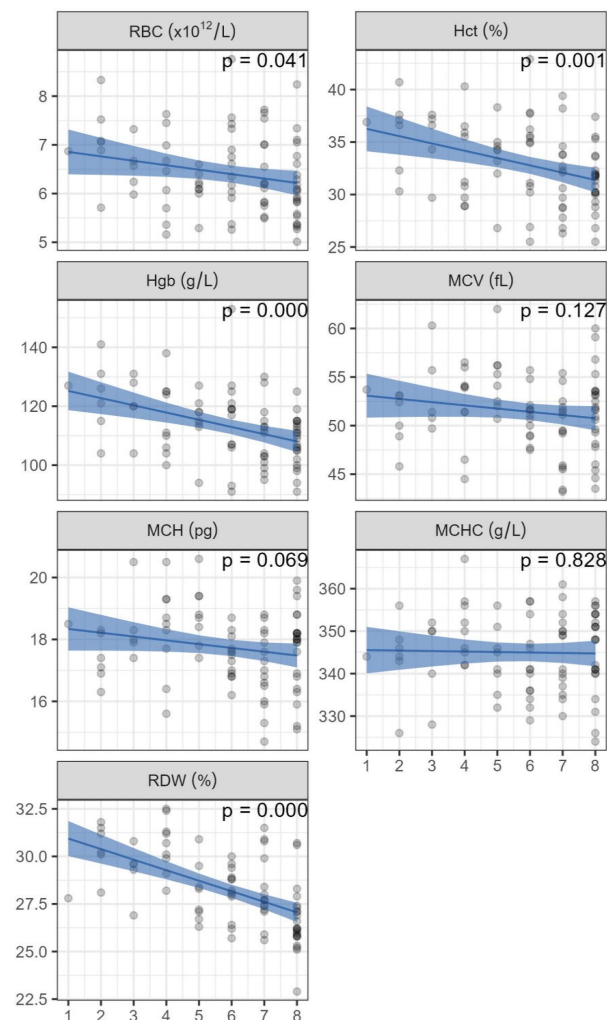 RBC (x10¹²/L)
p = 0.041
8
7
6
5
Hct (%)
p = 0.001
40
35
30
25
Hgb (g/L)
p = 0.000
140
120
100
MCV (fL)
p = 0.127
60
55
50
45
MCH (pg)
p = 0.069
20
18
16
MCHC (g/L)
p = 0.828
360
350
340
330
1 2 3 4 5 6 7 8
RDW (%)
p = 0.000
32.5
30.0
27.5
25.0
22.5
1 2 3 4 5 6 7 8